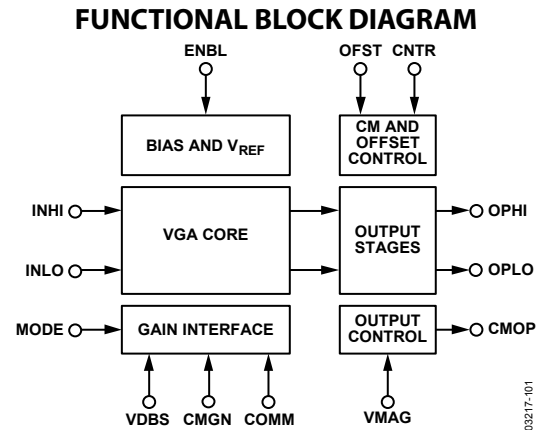 FUNCTIONAL BLOCK DIAGRAM
ENBL
OFST CNTR
BIAS AND VREF
CM AND
OFFSET
CONTROL
INHI
INLO
VGA CORE
OUTPUT
STAGES
OPHI
OPLO
MODE
GAIN INTERFACE
OUTPUT
CONTROL
CMOP
VDBS CMGN COMM
VMAG
03217-101